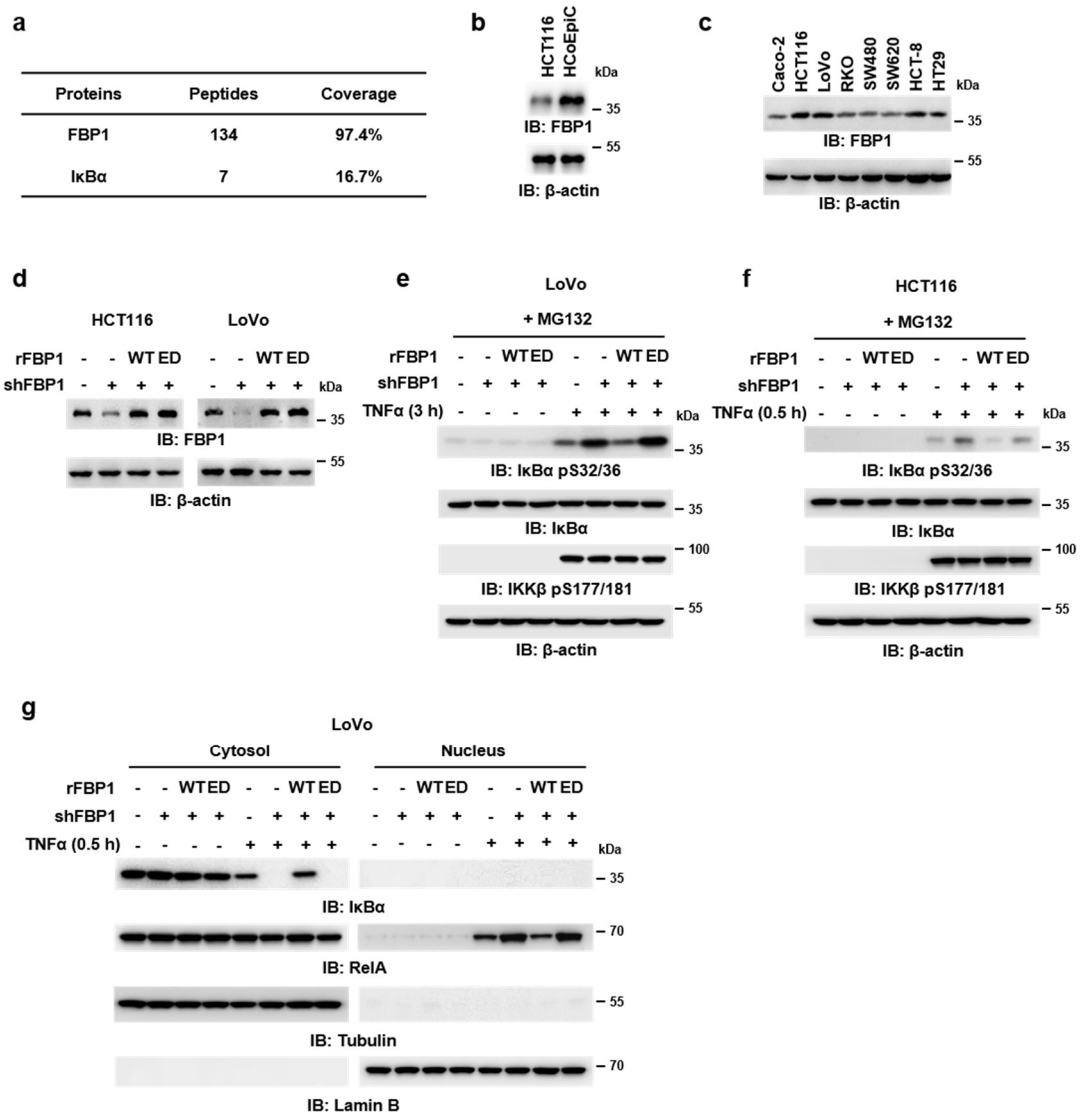 a
Proteins Peptides Coverage
FBP1 134 97.4%
IκBα 7 16.7%
b
HCT116
HCoEpiC
kDa
35
IB: FBP1
55
IB: β-actin
c
Caco-2
HCT116
LoVo
RKO
SW480
SW620
HCT-8
HT29
kDa
35
IB: FBP1
55
IB: β-actin
d
HCT116 LoVo
rFBP1 - - WT ED - - WT ED
shFBP1 - + + + - + + + kDa
35
IB: FBP1
55
IB: β-actin
e
LoVo
+ MG132
rFBP1 - - WT ED - - WT ED
shFBP1 - + + + - + + +
TNFα (3 h) - - - - + + + + kDa
35
IB: IκBα pS32/36
35
IB: IκBα
100
IB: IKKβ pS177/181
55
IB: β-actin
f
HCT116
+ MG132
rFBP1 - - WT ED - - WT ED
shFBP1 - + + + - + + +
TNFα (0.5 h) - - - - + + + + kDa
35
IB: IκBα pS32/36
35
IB: IκBα
100
IB: IKKβ pS177/181
55
IB: β-actin
g
LoVo
Cytosol Nucleus
rFBP1 - - WT ED - - WT ED - - WT ED - - WT ED
shFBP1 - + + + - + + + - + + + - + + +
TNFα (0.5 h) - - - - + + + + - - - - + + + + kDa
35
IB: IκBα
70
IB: RelA
55
IB: Tubulin
70
IB: Lamin B